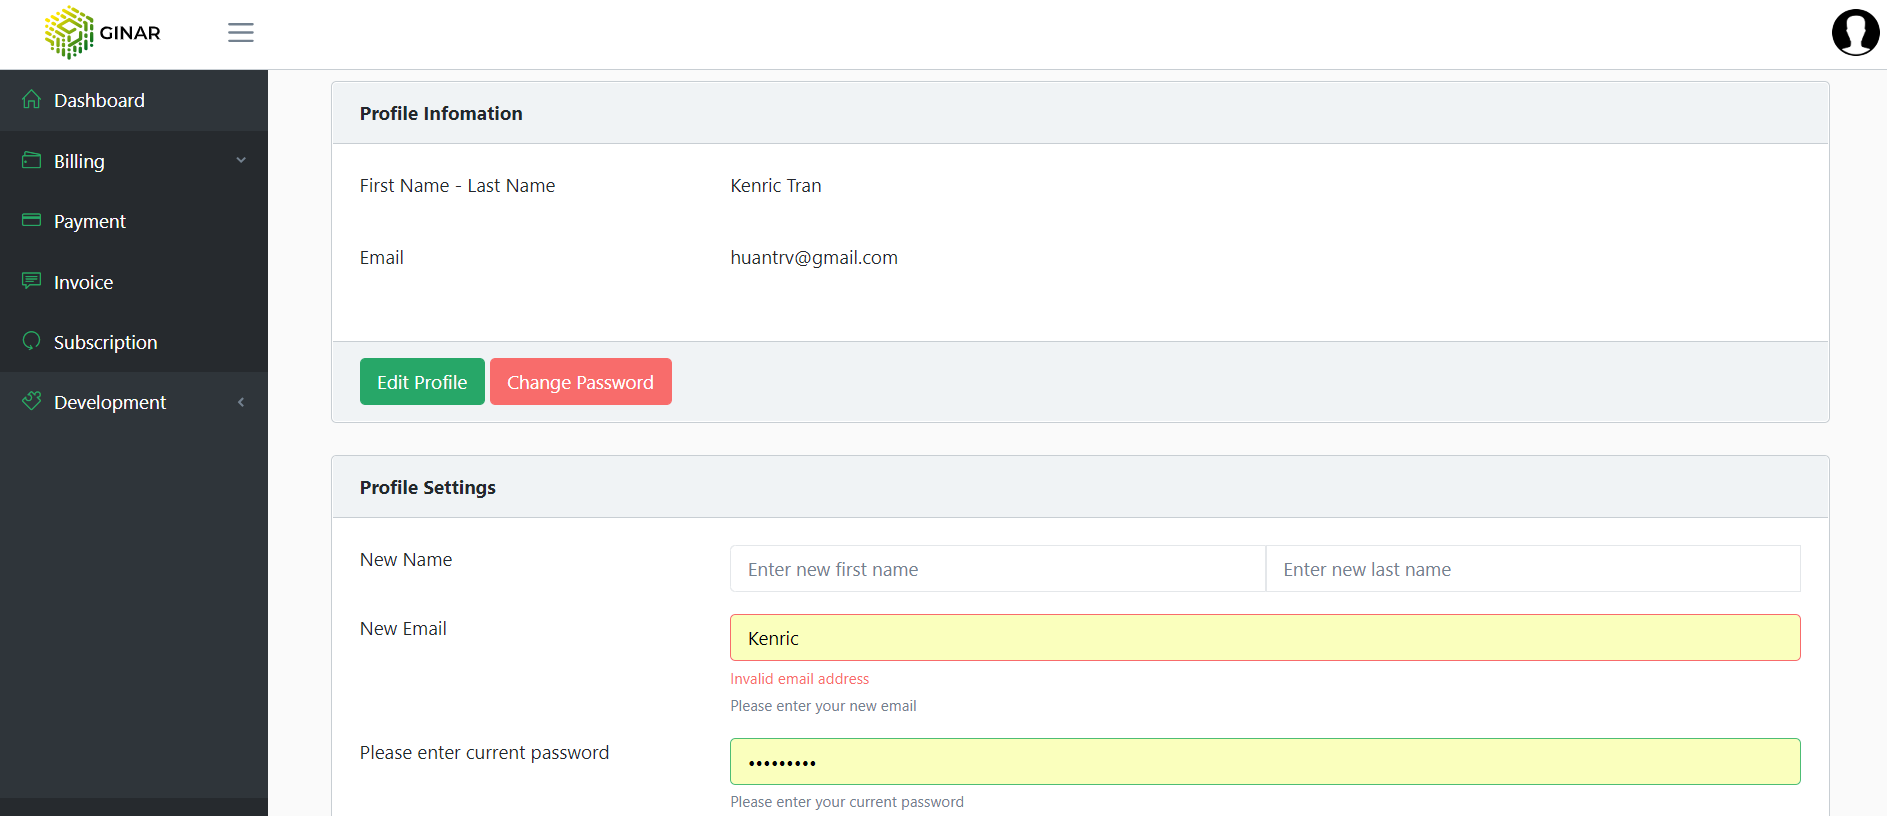 GINAR
Dashboard
Billing
Payment
Invoice
Subscription
Development
Profile Infomation
First Name - Last Name Kenric Tran
Email huantrv@gmail.com
Edit Profile Change Password
Profile Settings
New Name Enter new first name Enter new last name
New Email Kenric
Invalid email address
Please enter your new email
Please enter current password •••••••••
Please enter your current password